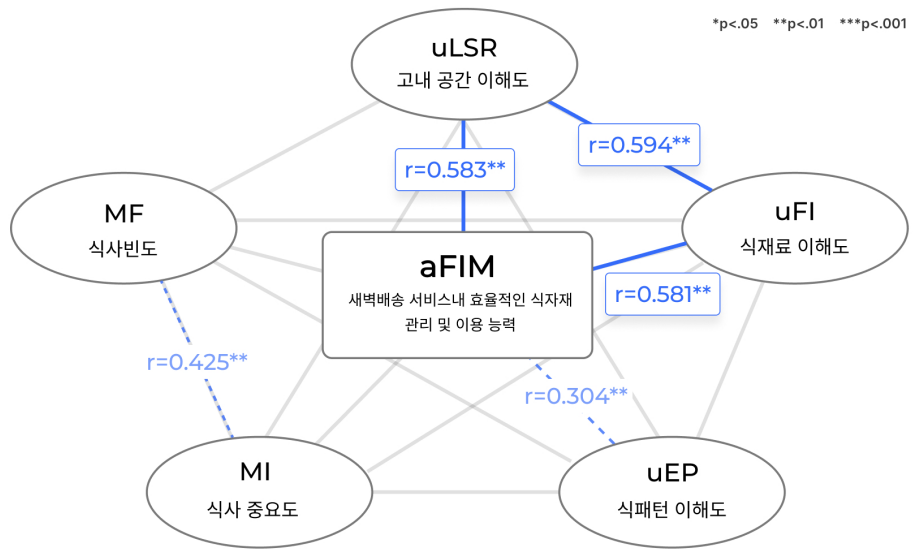 *p<.05 **p<.01 ***p<.001
uLSR
고내 공간 이해도
r=0.594**
r=0.583**
MF
식사빈도
uFI
식재료 이해도
aFIM
새벽배송 서비스내 효율적인 식자재
관리 및 이용 능력
r=0.581**
r=0.425**
r=0.304**
MI
식사 중요도
uEP
식패턴 이해도